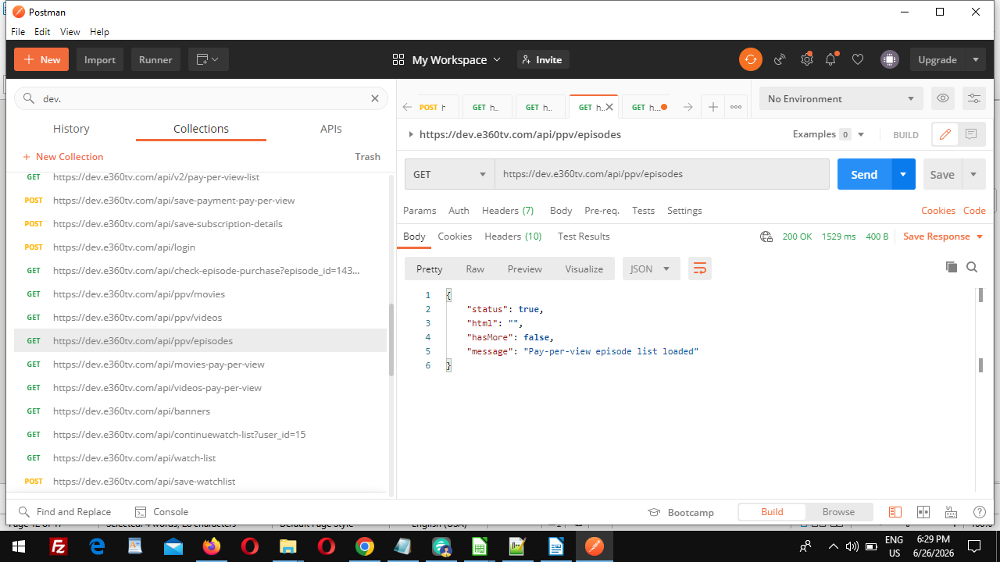 Postman
File Edit View Help
New Import Runner My Workspace Invite Upgrade
dev.
History Collections APIs
New Collection Trash
GET https://dev.e360tv.com/api/v2/pay-per-view-list
POST https://dev.e360tv.com/api/save-payment-pay-per-view
POST https://dev.e360tv.com/api/save-subscription-details
POST https://dev.e360tv.com/api/login
GET https://dev.e360tv.com/api/check-episode-purchase?episode_id=143...
GET https://dev.e360tv.com/api/ppv/movies
GET https://dev.e360tv.com/api/ppv/videos
GET https://dev.e360tv.com/api/ppv/episodes
GET https://dev.e360tv.com/api/movies-pay-per-view
GET https://dev.e360tv.com/api/videos-pay-per-view
GET https://dev.e360tv.com/api/banners
GET https://dev.e360tv.com/api/continuewatch-list?user_id=15
GET https://dev.e360tv.com/api/watch-list
POST https://dev.e360tv.com/api/save-watchlist
POST h GET h.. GET h.. GET h.. GET h...
No Environment
https://dev.e360tv.com/api/ppv/episodes Examples 0 BUILD
GET https://dev.e360tv.com/api/ppv/episodes Send Save
Params Auth Headers (7) Body Pre-req. Tests Settings Cookies Code
Body Cookies Headers (10) Test Results 200 OK 1529 ms 400 B Save Response
Pretty Raw Preview Visualize JSON
1 {
2 "status": true,
3 "html": "",
4 "hasMore": false,
5 "message": "Pay-per-view episode list loaded"
6 }
Find and Replace Console Bootcamp Build Browse
ENG 6:29 PM
US 6/26/2026